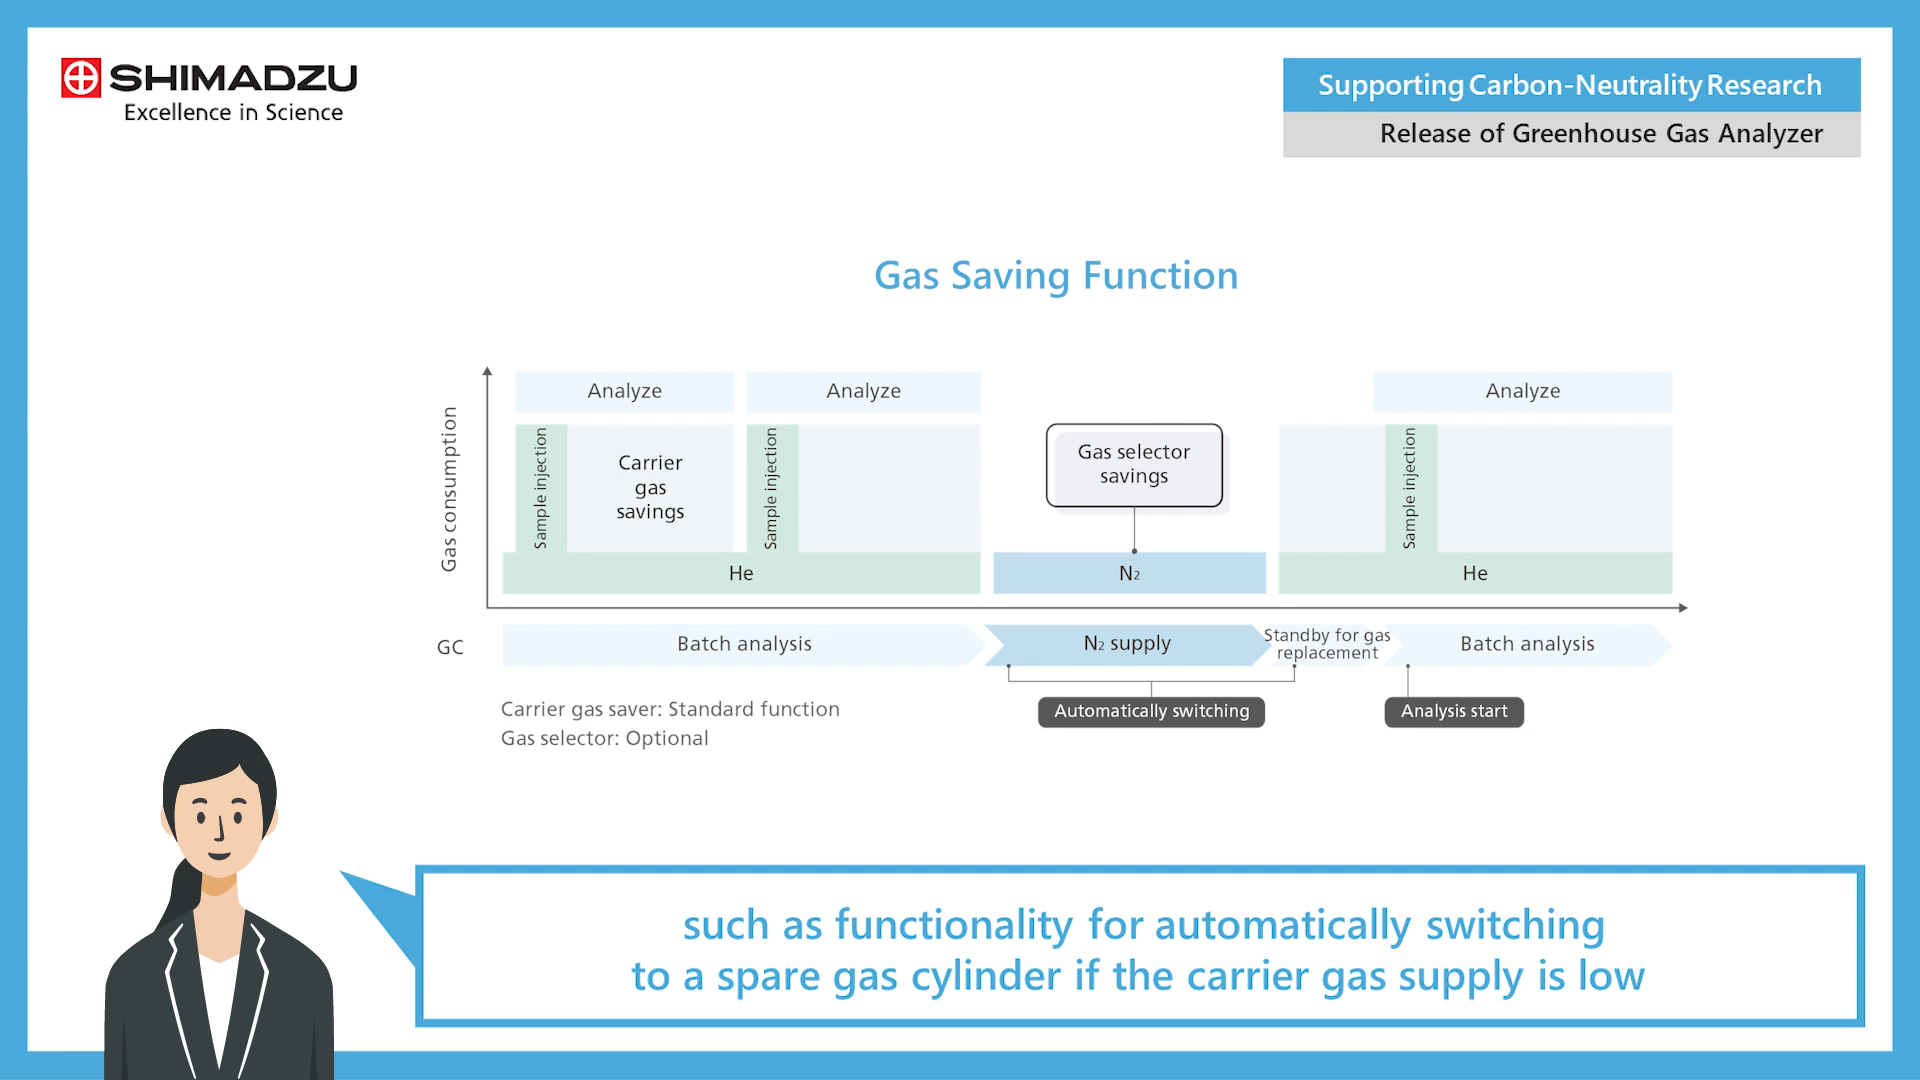 SHIMADZU
Excellence in Science
Supporting Carbon-Neutrality Research
Release of Greenhouse Gas Analyzer
Gas Saving Function
Gas consumption
Analyze
Analyze
Analyze
Sample injection
Carrier
gas
savings
Sample injection
Gas selector
savings
Sample injection
He
N2
He
GC
Batch analysis
N2 supply
Standby for gas
replacement
Batch analysis
Automatically switching
Analysis start
Carrier gas saver: Standard function
Gas selector: Optional
such as functionality for automatically switching
to a spare gas cylinder if the carrier gas supply is low